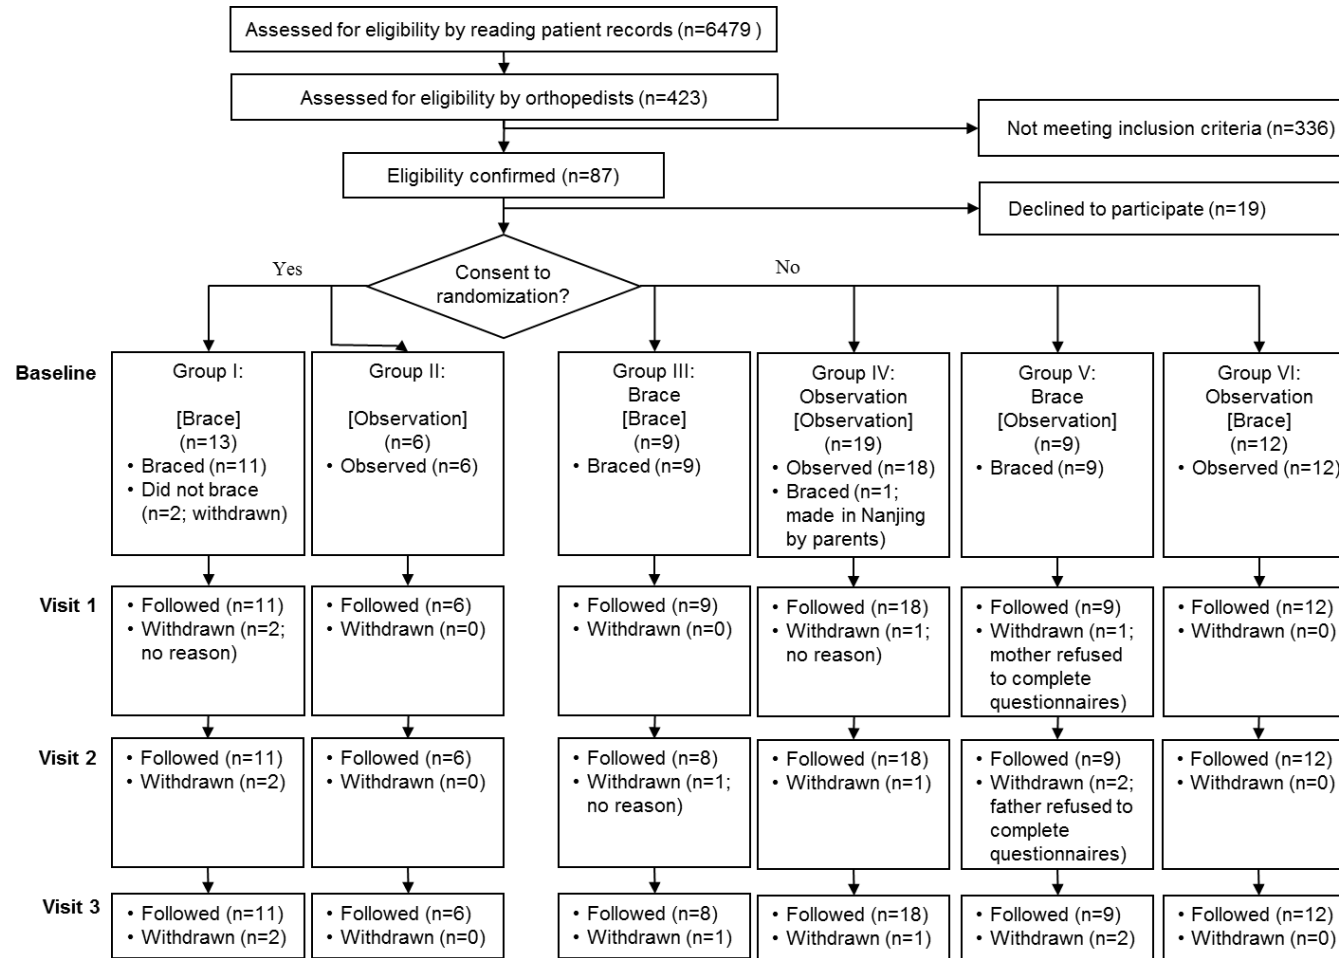 Assessed for eligibility by reading patient records (n=6479 )
Assessed for eligibility by orthopedists (n=423)
Not meeting inclusion criteria (n=336)
Eligibility confirmed (n=87)
Declined to participate (n=19)
Yes
Consent to
randomization?
No
Baseline
Group I:
[Brace]
(n=13)
• Braced (n=11)
• Did not brace
(n=2; withdrawn)
Group II:
[Observation]
(n=6)
• Observed (n=6)
Group III:
Brace
[Brace]
(n=9)
• Braced (n=9)
Group IV:
Observation
[Observation]
(n=19)
• Observed (n=18)
• Braced (n=1;
made in Nanjing
by parents)
Group V:
Brace
[Observation]
(n=9)
• Braced (n=9)
Group VI:
Observation
[Brace]
(n=12)
• Observed (n=12)
Visit 1
• Followed (n=11)
• Withdrawn (n=2;
no reason)
• Followed (n=6)
• Withdrawn (n=0)
• Followed (n=9)
• Withdrawn (n=0)
• Followed (n=18)
• Withdrawn (n=1;
no reason)
• Followed (n=9)
• Withdrawn (n=1;
mother refused
to complete
questionnaires)
• Followed (n=12)
• Withdrawn (n=0)
Visit 2
• Followed (n=11)
• Withdrawn (n=2)
• Followed (n=6)
• Withdrawn (n=0)
• Followed (n=8)
• Withdrawn (n=1;
no reason)
• Followed (n=18)
• Withdrawn (n=1)
• Followed (n=9)
• Withdrawn (n=2;
father refused to
complete
questionnaires)
• Followed (n=12)
• Withdrawn (n=0)
Visit 3
• Followed (n=11)
• Withdrawn (n=2)
• Followed (n=6)
• Withdrawn (n=0)
• Followed (n=8)
• Withdrawn (n=1)
• Followed (n=18)
• Withdrawn (n=1)
• Followed (n=9)
• Withdrawn (n=2)
• Followed (n=12)
• Withdrawn (n=0)